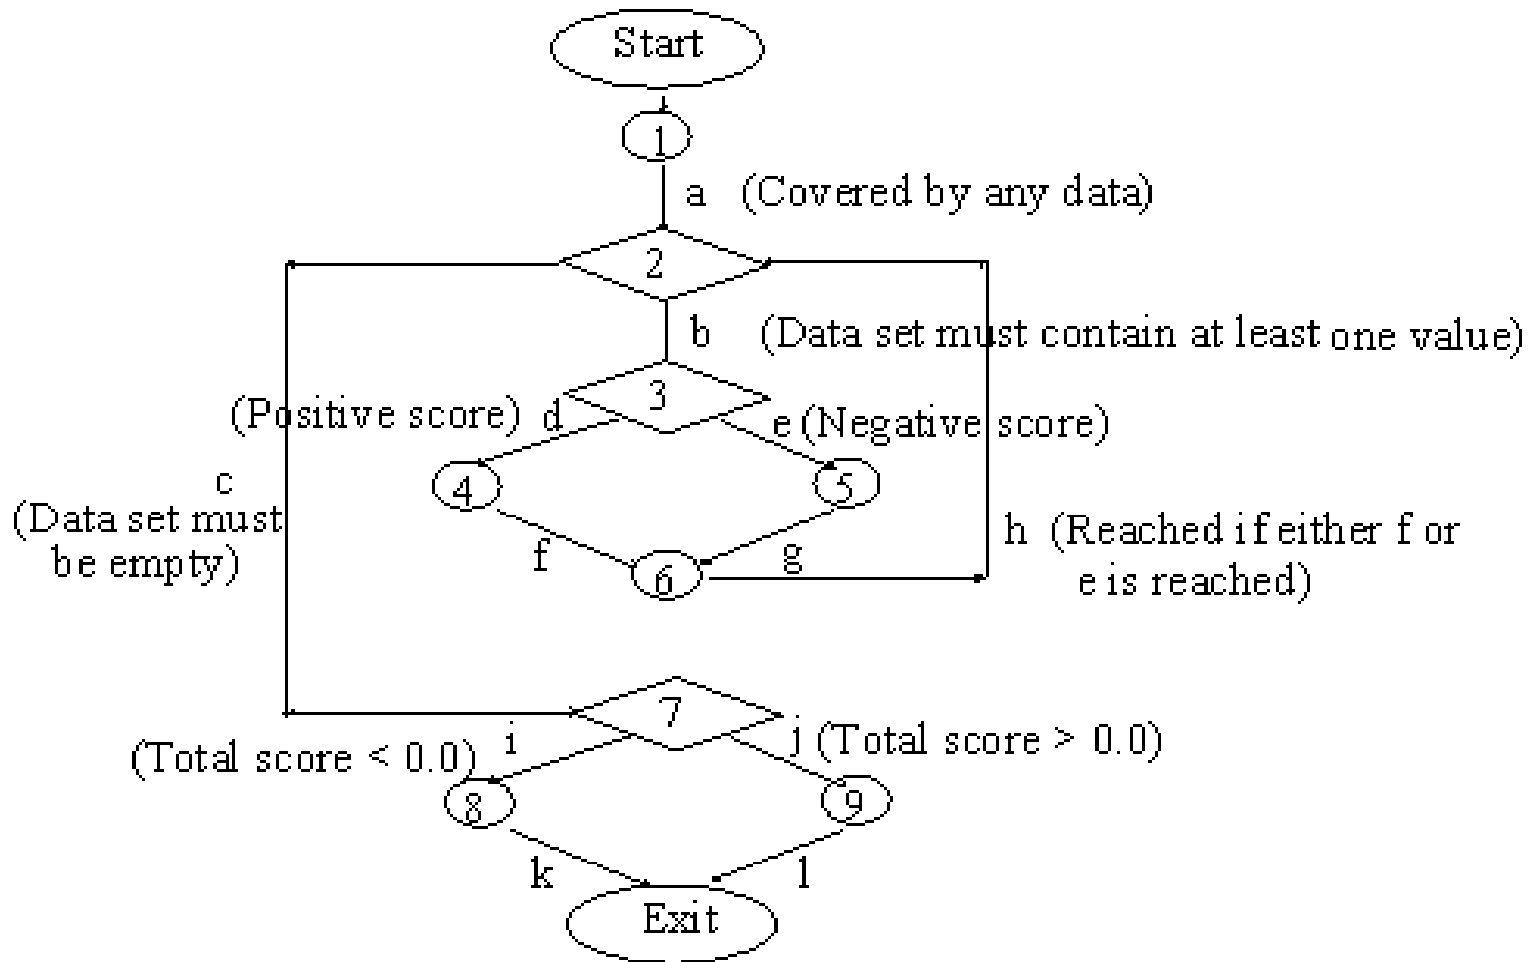 Start
1
a (Covered by any data)
2
b (Data set must contain at least one value)
3
(Positive score) d
e (Negative score)
c
(Data set must
be empty)
4
5
f
g
h (Reached if either f or
e is reached)
6
7
i
(Total score < 0.0)
j (Total score > 0.0)
8
9
k
l
Exit